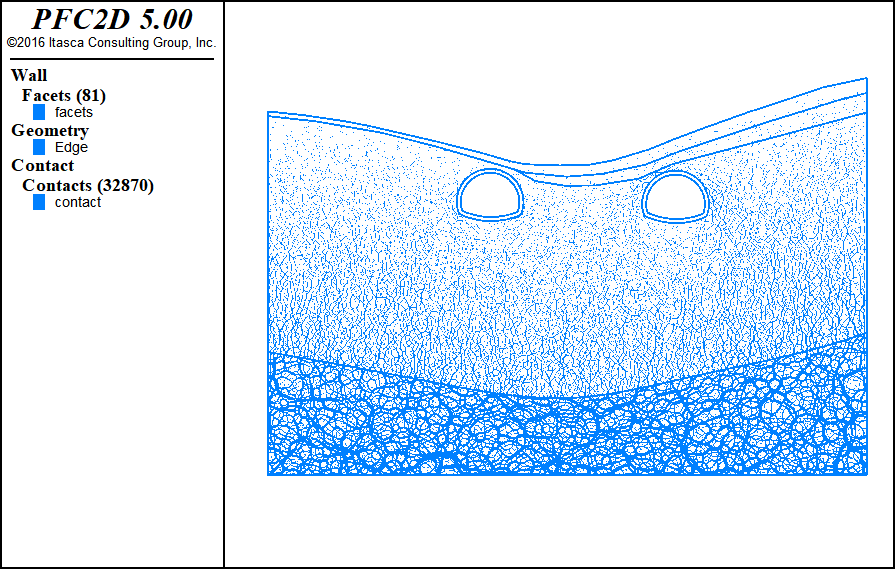 PFC2D 5.00
©2016 Itasca Consulting Group, Inc.
Wall
Facets (81)
facets
Geometry
Edge
Contact
Contacts (32870)
contact